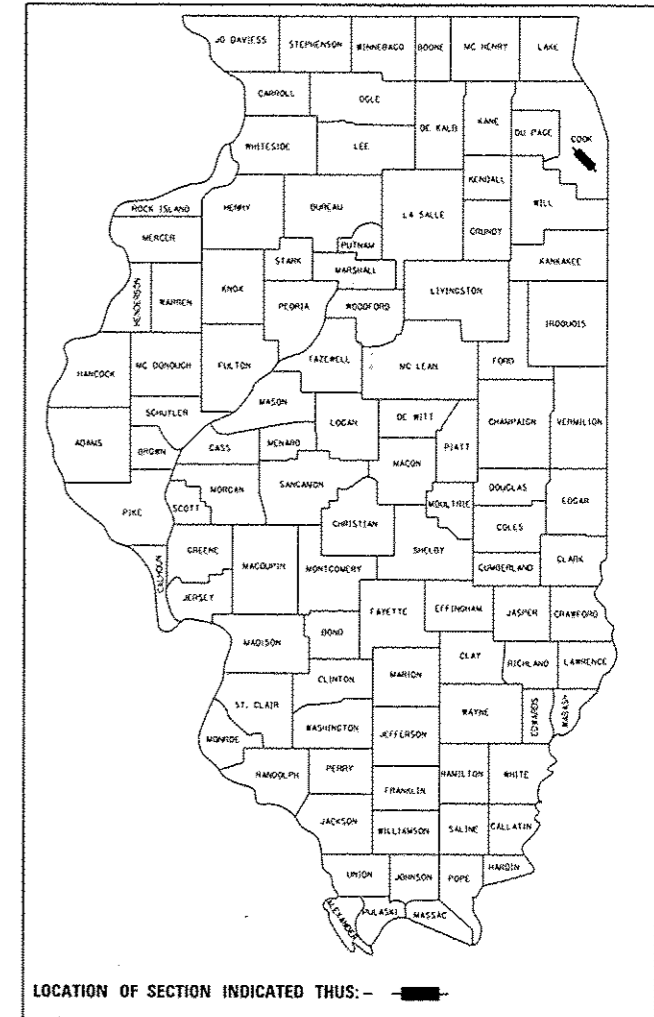 JO DAVIESS STEPHENSON WINNEBAGO BOONE MC HENRY LAKE
CARROLL OGLE DE KALB KANE DU PAGE COOK
WHITESIDE LEE
KENDALL WILL
ROCK ISLAND HENRY BUREAU LA SALLE GRUNDY
MERCER PUTNAM KANKAKEE
STARK MARSHALL
HENDERSON WARREN KNOX PEORIA WOODFORD LIVINGSTON IROQUOIS
HANCOCK MC DONOUGH FULTON TAZEWELL MC LEAN FORD
SCHUYLER MASON LOGAN DE WITT CHAMPAIGN VERMILION
ADAMS BROWN CASS MENARD MACON PIATT
PIKE SCOTT MORGAN SANGAMON CHRISTIAN MOULTRIE DOUGLAS EDGAR
COLES
CALHOUN GREENE MACOUPIN MONTGOMERY SHELBY CUMBERLAND CLARK
JERSEY FAYETTE EFFINGHAM JASPER CRAWFORD
MADISON BOND CLAY RICHLAND LAWRENCE
CLINTON MARION
ST. CLAIR WASHINGTON JEFFERSON WAYNE EDWARDS WABASH
MONROE
RANDOLPH PERRY FRANKLIN HAMILTON WHITE
JACKSON WILLIAMSON SALINE GALLATIN
UNION JOHNSON POPE HARDIN
ALEXANDER PULASKI MASSAC
LOCATION OF SECTION INDICATED THUS: -